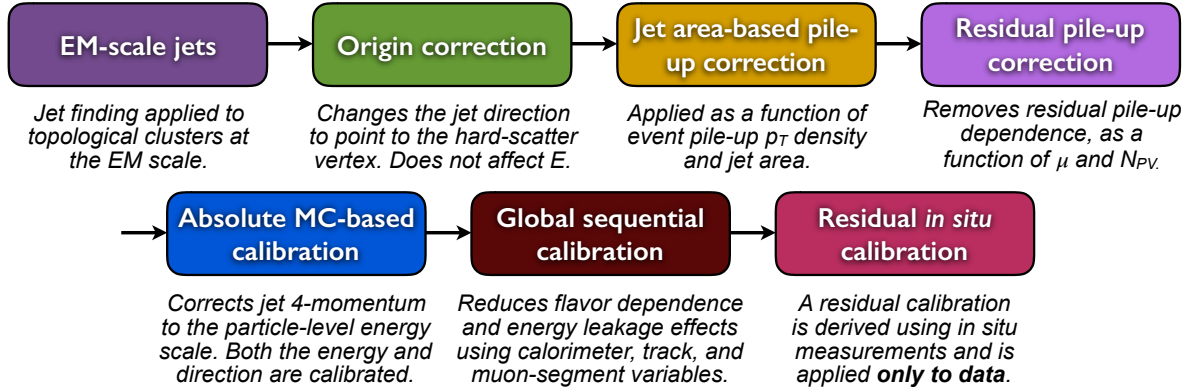 EM-scale jets
Jet finding applied to
topological clusters at
the EM scale.
Origin correction
Changes the jet direction
to point to the hard-scatter
vertex. Does not affect E.
Jet area-based pile-
up correction
Applied as a function of
event pile-up pT density
and jet area.
Residual pile-up
correction
Removes residual pile-up
dependence, as a
function of μ and NPV.
Absolute MC-based
calibration
Corrects jet 4-momentum
to the particle-level energy
scale. Both the energy and
direction are calibrated.
Global sequential
calibration
Reduces flavor dependence
and energy leakage effects
using calorimeter, track, and
muon-segment variables.
Residual in situ
calibration
A residual calibration
is derived using in situ
measurements and is
applied only to data.